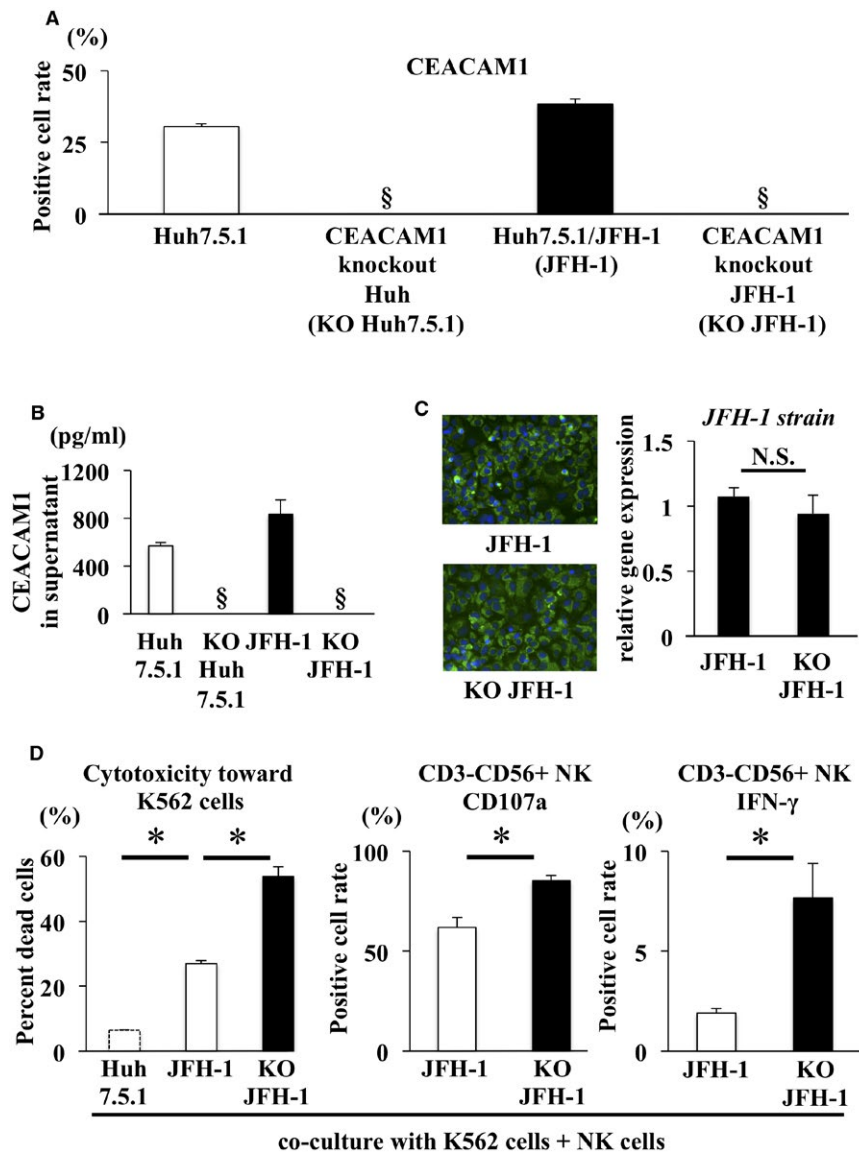 A
(%)
CEACAM1
Positive cell rate
50
25
0
§
§
Huh7.5.1
CEACAM1
knockout
Huh
(KO Huh7.5.1)
Huh7.5.1/JFH-1
(JFH-1)
CEACAM1
knockout
JFH-1
(KO JFH-1)
B
(pg/ml)
CEACAM1
in supernatant
1200
800
400
0
§
§
Huh
7.5.1
KO
Huh
7.5.1
JFH-1
KO
JFH-1
C
JFH-1
KO JFH-1
JFH-1 strain
relative gene expression
1.5
1
0.5
0
N.S.
JFH-1
KO
JFH-1
D
Cytotoxicity toward
K562 cells
(%)
Percent dead cells
60
40
20
0
*
*
Huh
7.5.1
JFH-1
KO
JFH-1
CD3-CD56+ NK
CD107a
(%)
Positive cell rate
100
50
0
*
JFH-1
KO
JFH-1
CD3-CD56+ NK
IFN-γ
(%)
Positive cell rate
10
5
0
*
JFH-1
KO
JFH-1
co-culture with K562 cells + NK cells